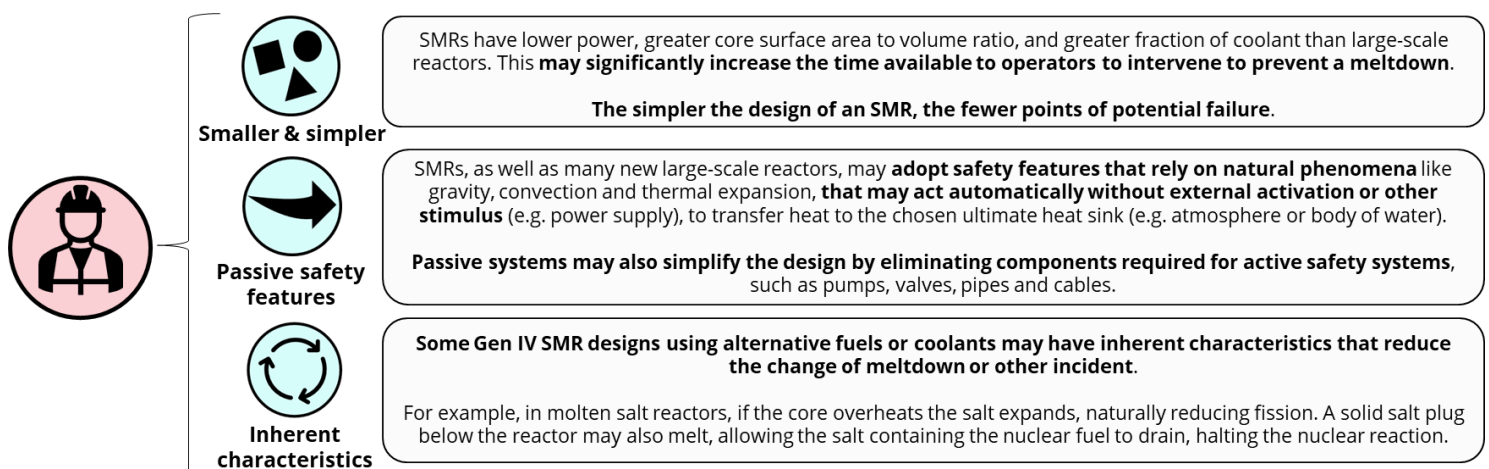 Smaller & simpler
SMRs have lower power, greater core surface area to volume ratio, and greater fraction of coolant than large-scale
reactors. This may significantly increase the time available to operators to intervene to prevent a meltdown.
The simpler the design of an SMR, the fewer points of potential failure.
Passive safety
features
SMRs, as well as many new large-scale reactors, may adopt safety features that rely on natural phenomena like
gravity, convection and thermal expansion, that may act automatically without external activation or other
stimulus (e.g. power supply), to transfer heat to the chosen ultimate heat sink (e.g. atmosphere or body of water).
Passive systems may also simplify the design by eliminating components required for active safety systems,
such as pumps, valves, pipes and cables.
Inherent
characteristics
Some Gen IV SMR designs using alternative fuels or coolants may have inherent characteristics that reduce
the change of meltdown or other incident.
For example, in molten salt reactors, if the core overheats the salt expands, naturally reducing fission. A solid salt plug
below the reactor may also melt, allowing the salt containing the nuclear fuel to drain, halting the nuclear reaction.